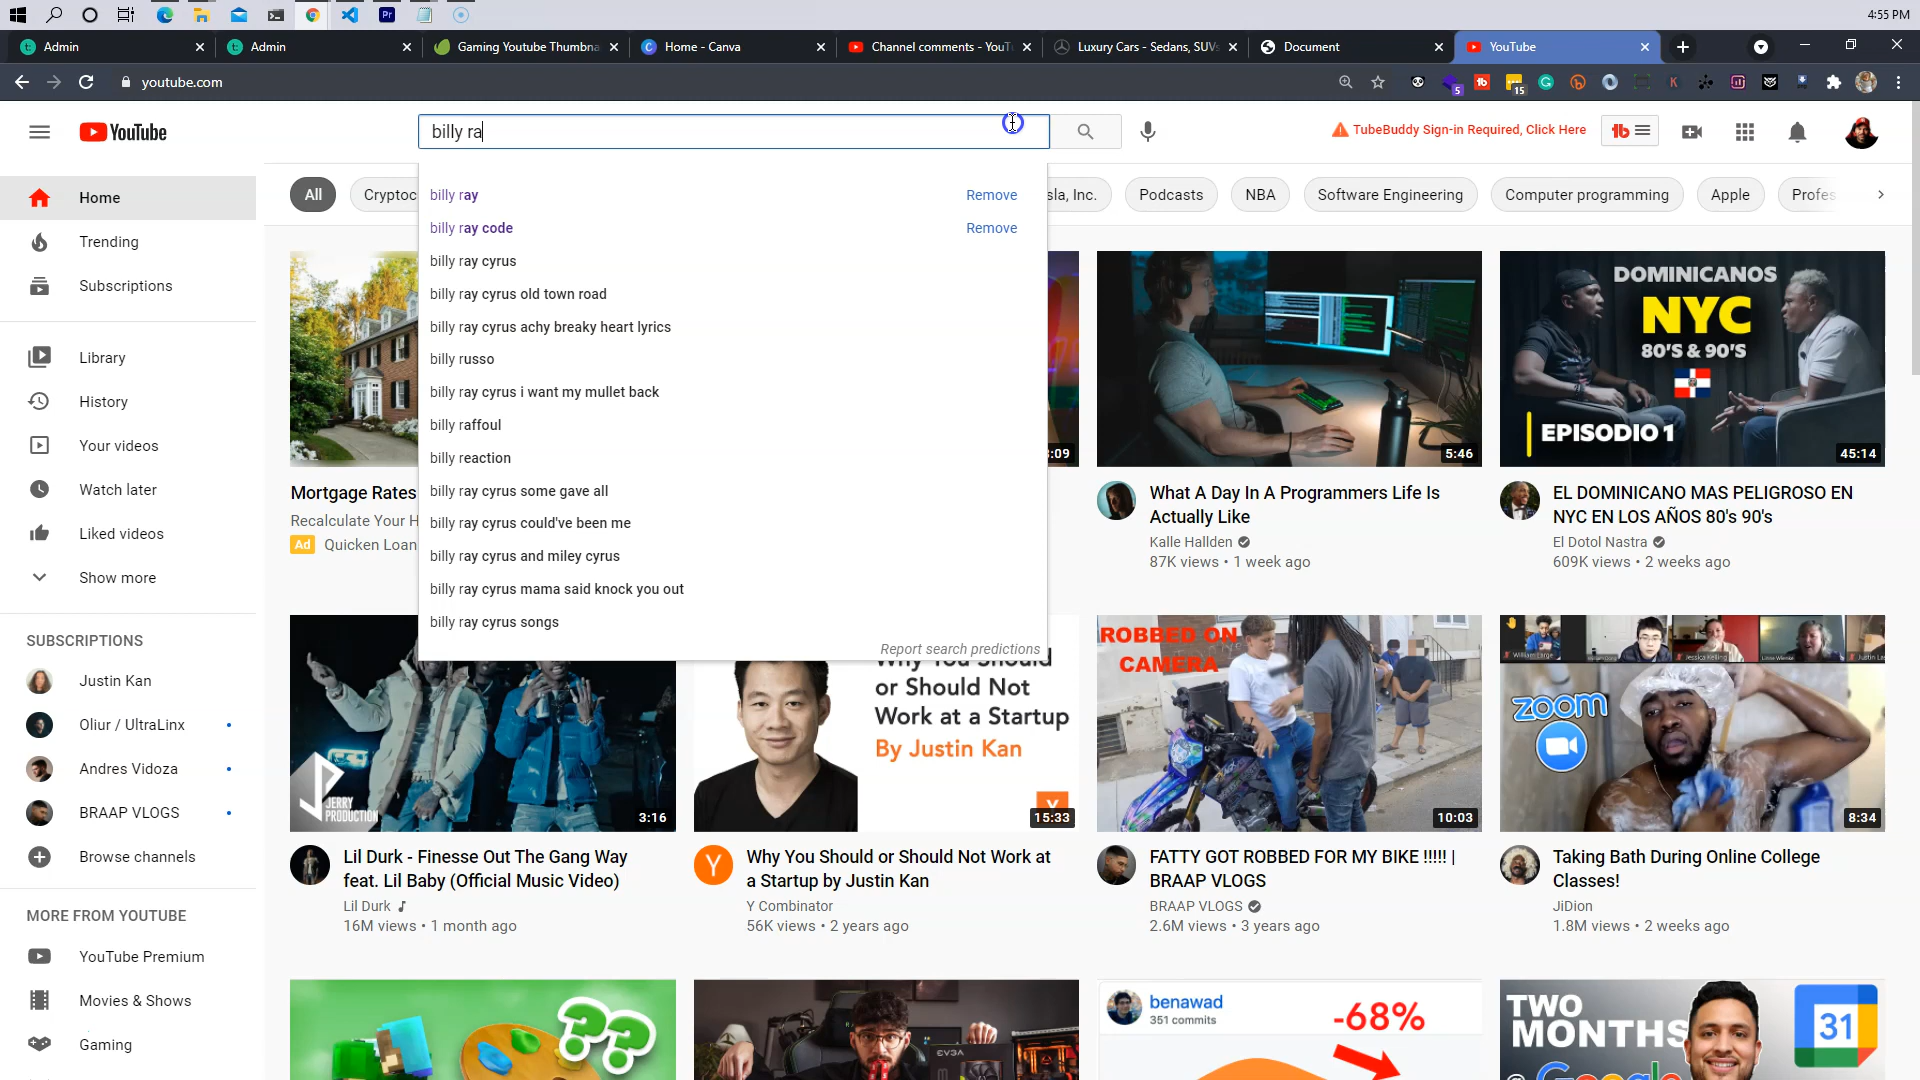 4:55 PM
Admin
Admin
Gaming Youtube Thumbna
Home - Canva
Channel comments - YouT
Luxury Cars - Sedans, SUVs
Document
YouTube
youtube.com
5
15
YouTube
billy ra
TubeBuddy Sign-in Required, Click Here
Home
Trending
Subscriptions
Library
History
Your videos
Watch later
Liked videos
Show more
SUBSCRIPTIONS
Justin Kan
Oliur / UltraLinx
Andres Vidoza
BRAAP VLOGS
Browse channels
MORE FROM YOUTUBE
YouTube Premium
Movies & Shows
Gaming
All
Cryptoc
sla, Inc.
Podcasts
NBA
Software Engineering
Computer programming
Apple
Profes
billy ray
Remove
billy ray code
Remove
billy ray cyrus
billy ray cyrus old town road
billy ray cyrus achy breaky heart lyrics
billy russo
billy ray cyrus i want my mullet back
billy raffoul
billy reaction
billy ray cyrus some gave all
billy ray cyrus could've been me
billy ray cyrus and miley cyrus
billy ray cyrus mama said knock you out
billy ray cyrus songs
Report search predictions
Mortgage Rates
Recalculate Your H
Ad Quicken Loan
:09
5:46
What A Day In A Programmers Life Is
Actually Like
Kalle Hallden
87K views • 1 week ago
DOMINICANOS
NYC
80'S & 90'S
EPISODIO 1
45:14
EL DOMINICANO MAS PELIGROSO EN
NYC EN LOS AÑOS 80's 90's
El Dotol Nastra
609K views • 2 weeks ago
JERRY
PRODUCTION
3:16
Lil Durk - Finesse Out The Gang Way
feat. Lil Baby (Official Music Video)
Lil Durk
16M views • 1 month ago
Why You Should
or Should Not
Work at a Startup
By Justin Kan
15:33
Y
Why You Should or Should Not Work at
a Startup by Justin Kan
Y Combinator
56K views • 2 years ago
ROBBED ON
CAMERA
10:03
FATTY GOT ROBBED FOR MY BIKE !!!!! |
BRAAP VLOGS
BRAAP VLOGS
2.6M views • 3 years ago
zoom
8:34
Taking Bath During Online College
Classes!
JiDion
1.8M views • 2 weeks ago
??
EVGA
benawad
351 commits
-68%
TWO
MONTHS
@ Google
31